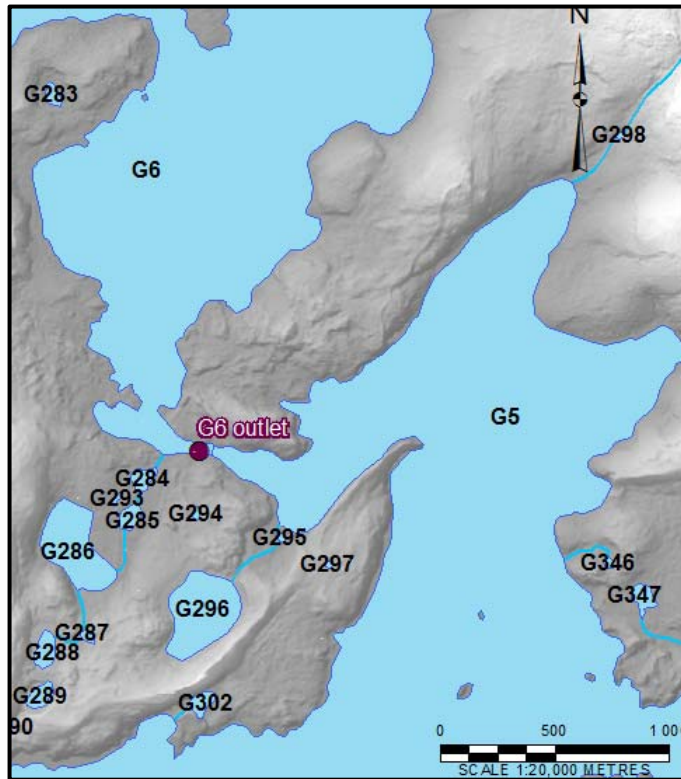 N
G283
G298
G6
G5
G6 outlet
G284
G293
G294
G285
G295
G286
G297
G346
G347
G296
G287
G288
G289
G302
90
0 500 1 00
SCALE 1:20,000 METRES